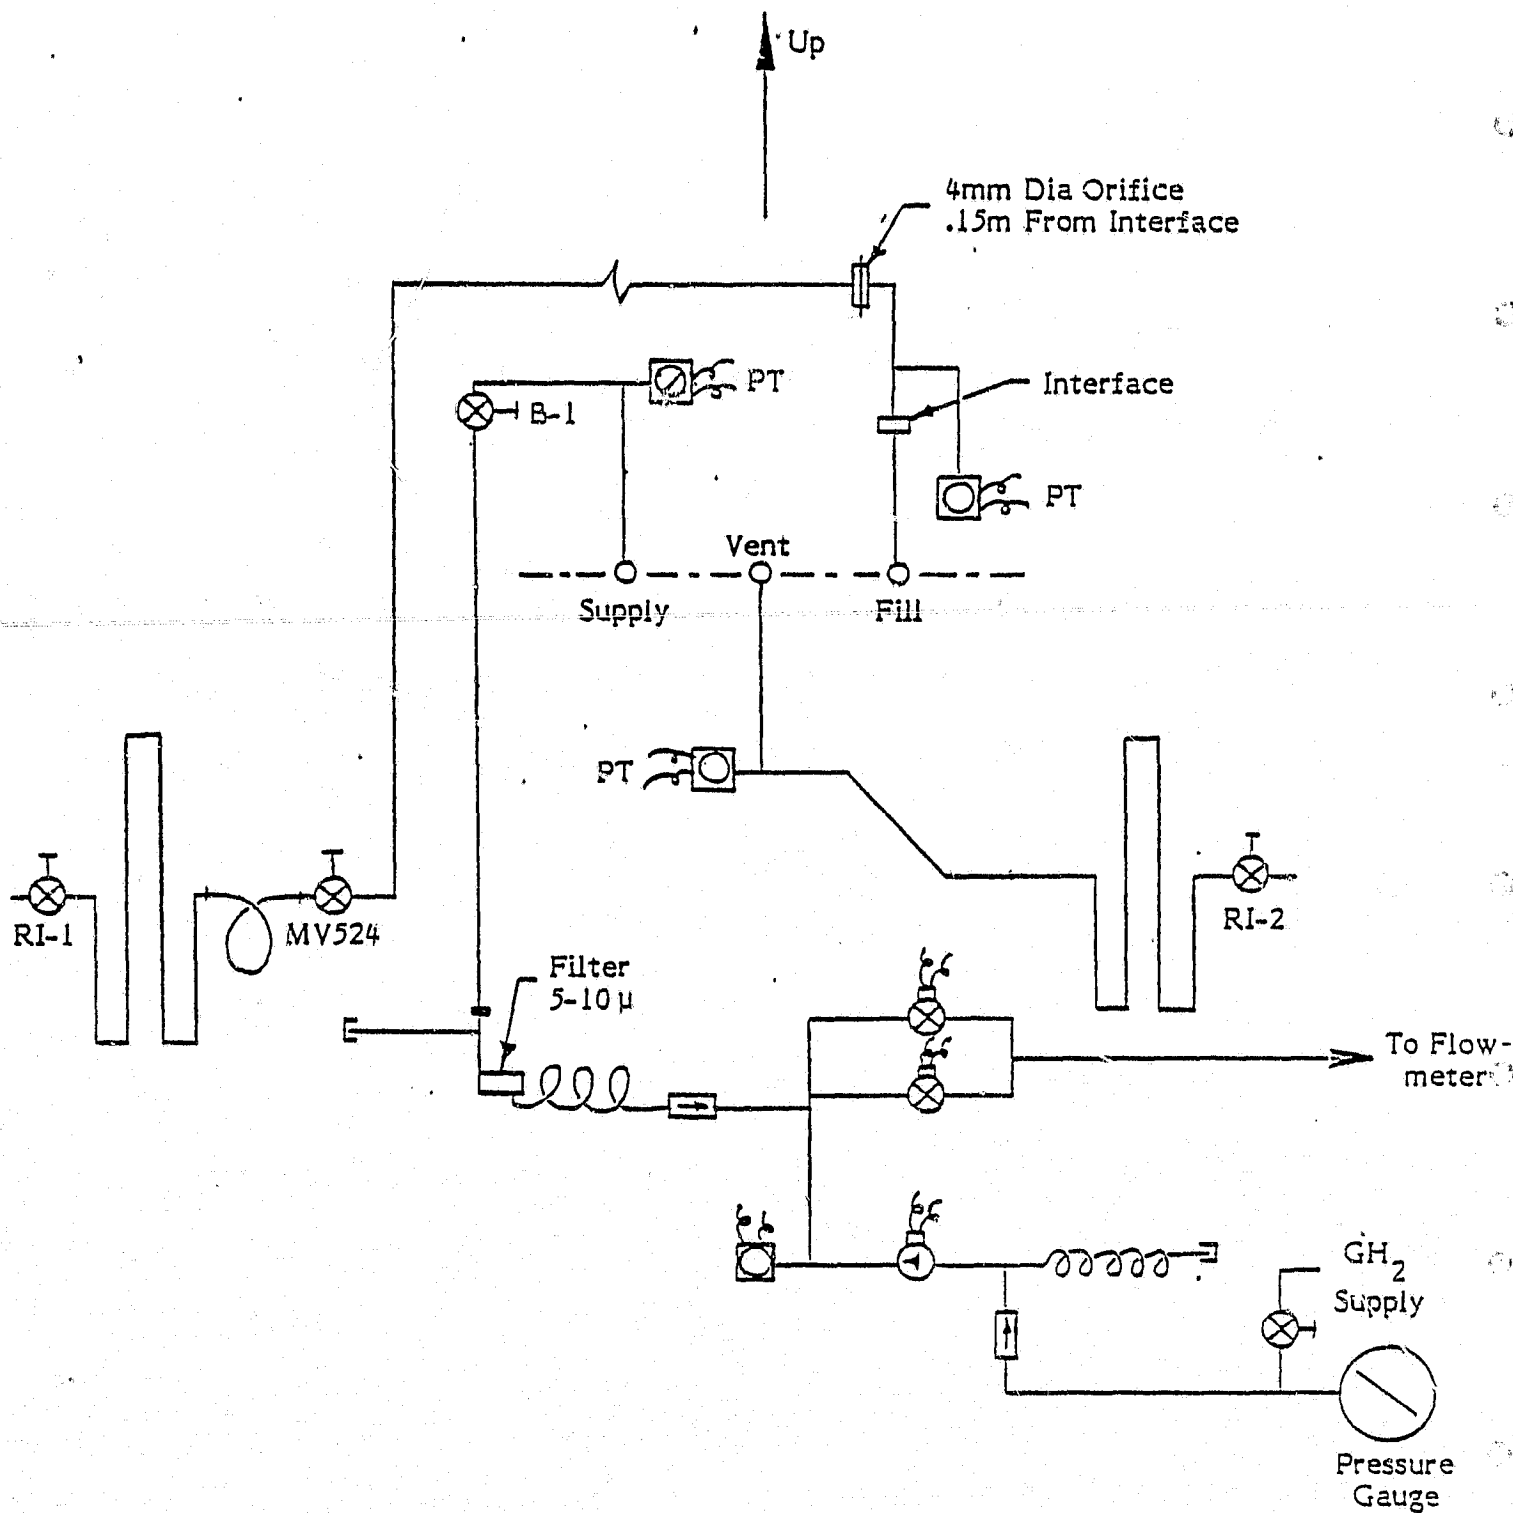 Up
4mm Dia Orifice
.15m From Interface
PT
Interface
B-1
PT
Vent
Supply
Fill
PT
RI-1
MV524
RI-2
Filter
5-10 µ
To Flow-
meter
GH2
Supply
Pressure
Gauge